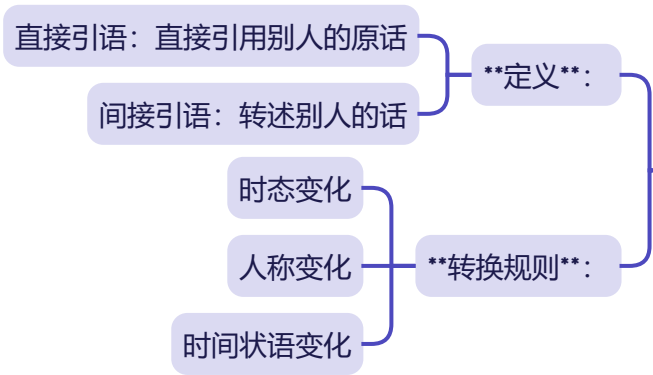 直接引语：直接引用别人的原话
**定义**：
间接引语：转述别人的话
时态变化
人称变化
**转换规则**：
时间状语变化